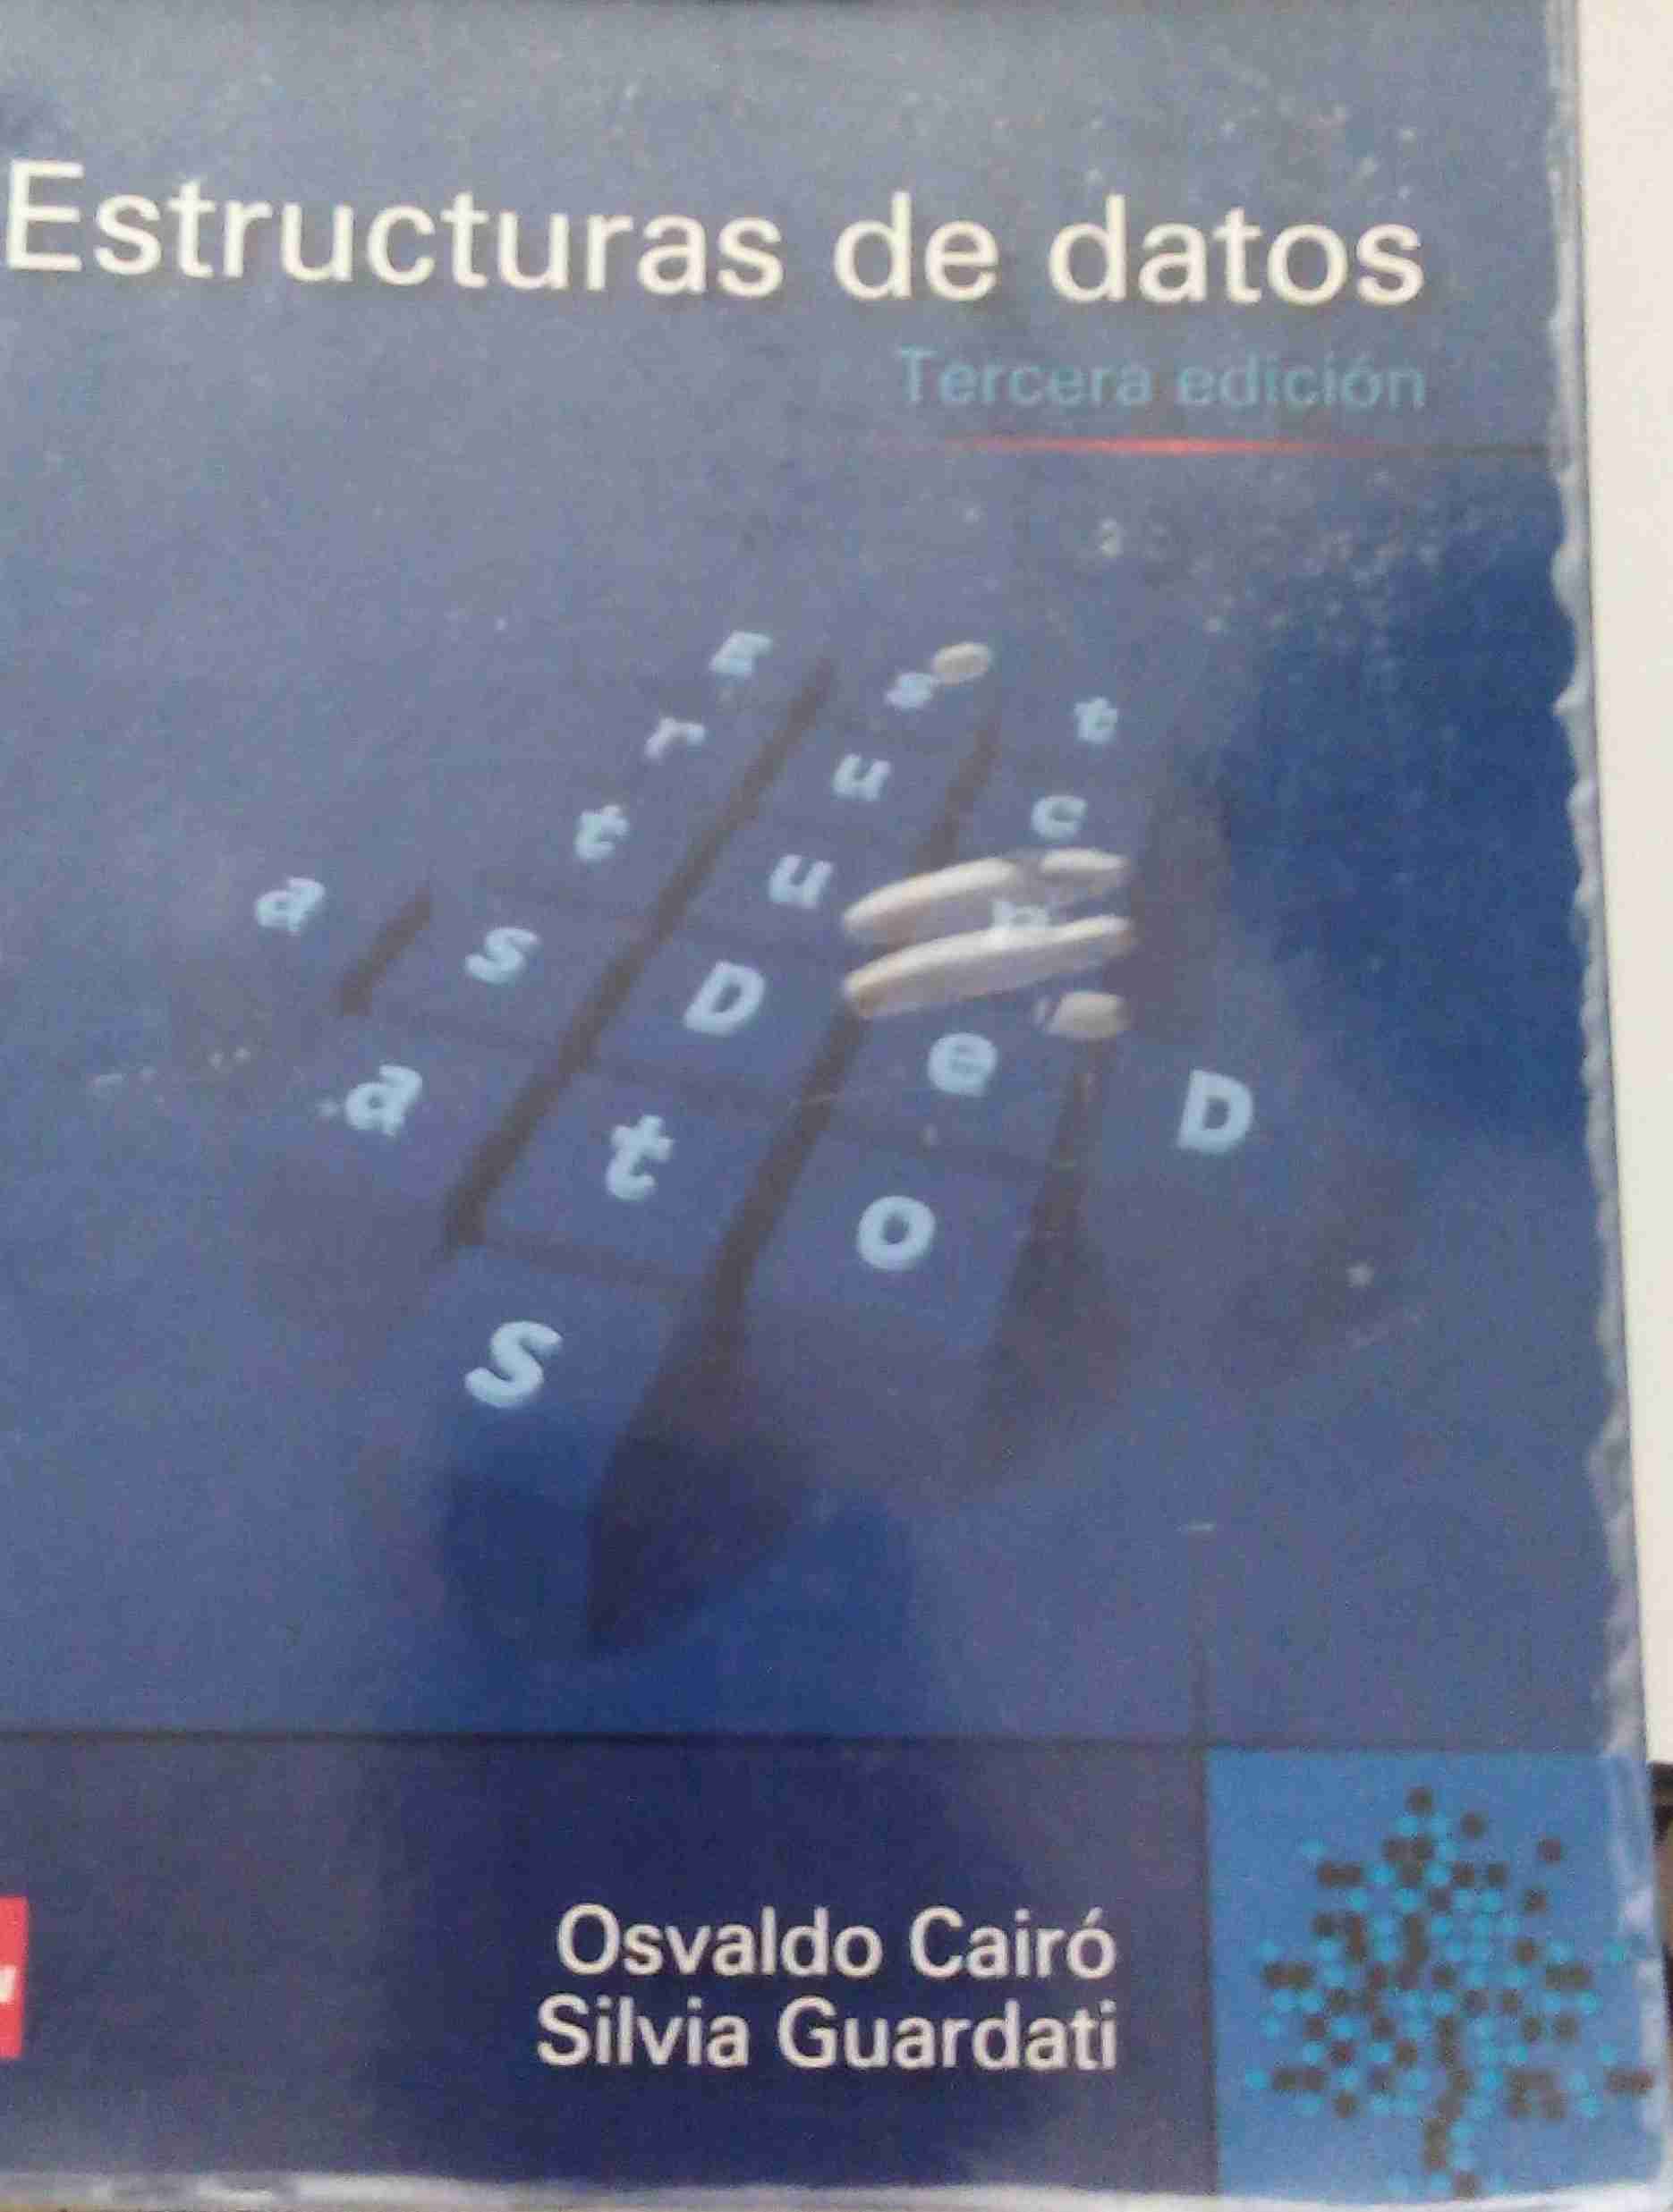 Estructuras de datos
Tercera edición
E s t
r u c
t u r
a s D e D
a t o
s
Osvaldo Cairó
Silvia Guardati